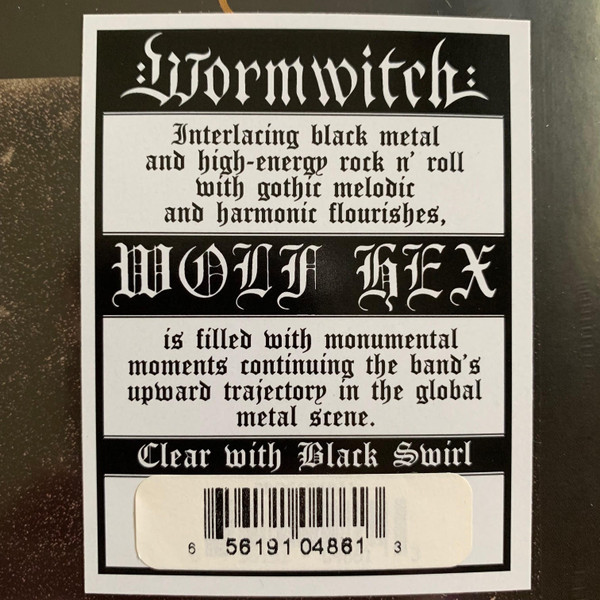 :Wormwitch:
Interlacing black metal
and high-energy rock n' roll
with gothic melodic
and harmonic flourishes,
WOLF HEX
is filled with monumental
moments continuing the band's
upward trajectory in the global
metal scene.
Clear with Black Swirl
6 56191 04861 3